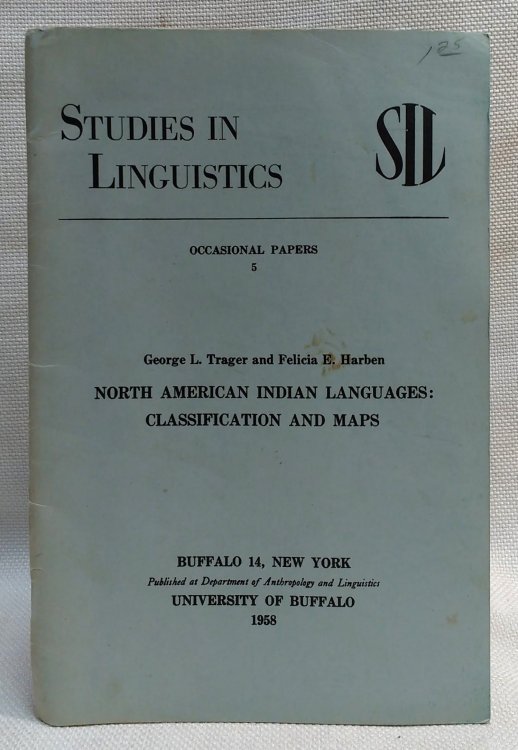 125
STUDIES IN
LINGUISTICS
SIL
OCCASIONAL PAPERS
5
George L. Trager and Felicia E. Harben
NORTH AMERICAN INDIAN LANGUAGES:
CLASSIFICATION AND MAPS
BUFFALO 14, NEW YORK
Published at Department of Anthropology and Linguistics
UNIVERSITY OF BUFFALO
1958